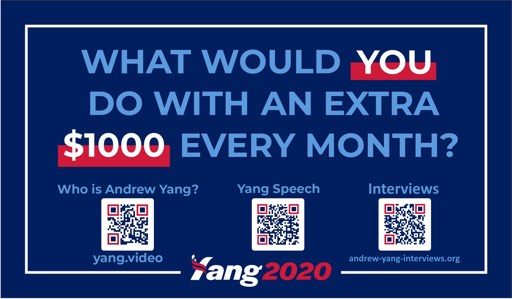 WHAT WOULD YOU
DO WITH AN EXTRA
$1000 EVERY MONTH?
Who is Andrew Yang?
Yang Speech
Interviews
yang.video
andrew-yang-interviews.org
Yang2020